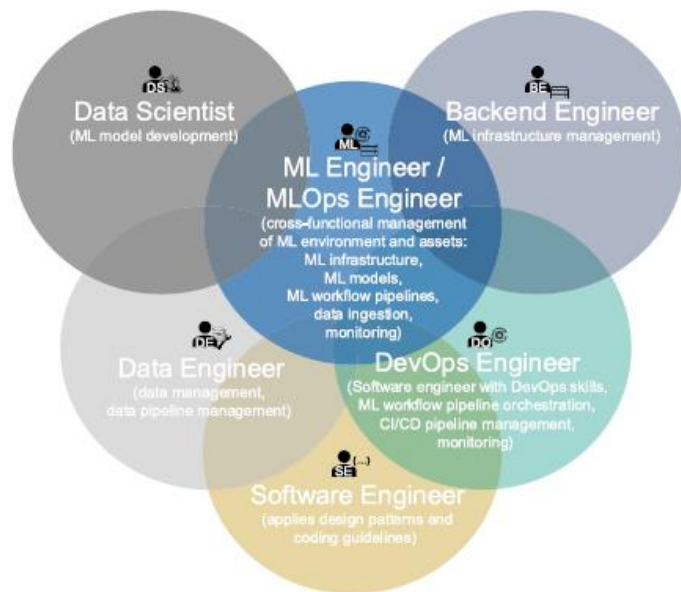 DS
Data Scientist
(ML model development)
BE
Backend Engineer
(ML infrastructure management)
ML
ML Engineer /
MLOps Engineer
(cross-functional management
of ML environment and assets:
ML infrastructure,
ML models,
ML workflow pipelines,
data ingestion,
monitoring)
DE
Data Engineer
(data management,
data pipeline management)
DO
DevOps Engineer
(Software engineer with DevOps skills,
ML workflow pipeline orchestration,
CI/CD pipeline management,
monitoring)
SE {...}
Software Engineer
(applies design patterns and
coding guidelines)